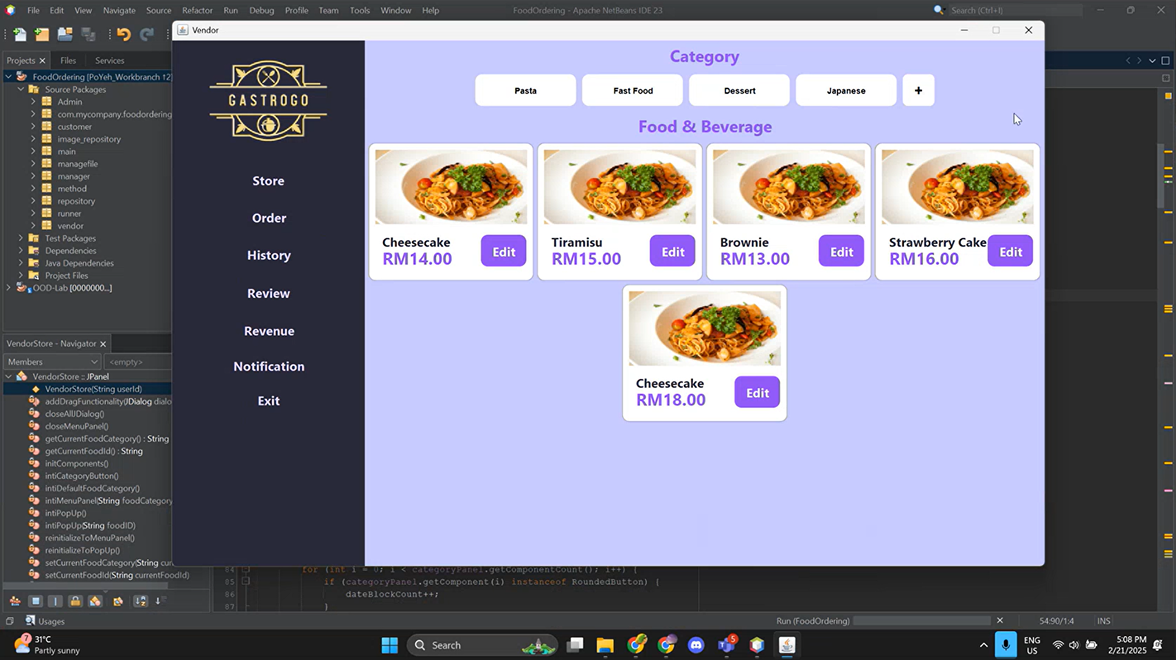 File Edit View Navigate Source Refactor Run Debug Profile Team Tools Window Help
FoodOrdering - Apache NetBeans IDE 23
Search (Ctrl+I)
Vendor
Projects
Files
Services
FoodOrdering [PoYeh_Workbranch ↑2]
Source Packages
Admin
com.mycompany.foodordering
customer
image_repository
main
managefile
manager
method
repository
runner
vendor
Test Packages
Dependencies
Java Dependencies
Project Files
OOD-Lab [0000000...]
VendorStore - Navigator
Members
<empty>
VendorStore :: JPanel
VendorStore(String userId)
addDragFunctionality(JDialog dialo
closeAllJDialog()
closeMenuPanel()
getCurrentFoodCategory() : String
getCurrentFoodId() : String
initComponents()
intiCategoryButton()
intiDefaultFoodCategory()
intiMenuPanel(String foodCategory
intiPopUp()
intiPopUp(String foodID)
reinitializeToMenuPanel()
reinitializeToPopUp()
setCurrentFoodCategory(String cur
setCurrentFoodId(String currentFoodId)
GASTROGO
Store
Order
History
Review
Revenue
Notification
Exit
Category
Pasta
Fast Food
Dessert
Japanese
+
Food & Beverage
Cheesecake
RM14.00
Edit
Tiramisu
RM15.00
Edit
Brownie
RM13.00
Edit
Strawberry Cake
RM16.00
Edit
Cheesecake
RM18.00
Edit
84 for (int i = 0; i < categoryPanel.getComponentCount(); i++) {
85 if (categoryPanel.getComponent(i) instanceof RoundedButton) {
86 dateBlockCount++;
87 }
Usages
Run (FoodOrdering)
54:90/1:4
INS
31°C
Partly sunny
Search
5
ENG
US
5:08 PM
2/21/2025